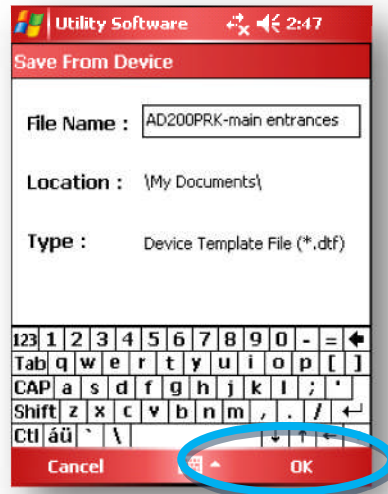 Utility Software 2:47
Save From Device
File Name : AD200PRK-main entrances
Location : \My Documents\
Type : Device Template File (*.dtf)
123 1 2 3 4 5 6 7 8 9 0 - =
Tab q w e r t y u i o p [ ]
CAP a s d f g h j k l ; '
Shift z x c v b n m , . /
Ctl áü ` \
Cancel OK